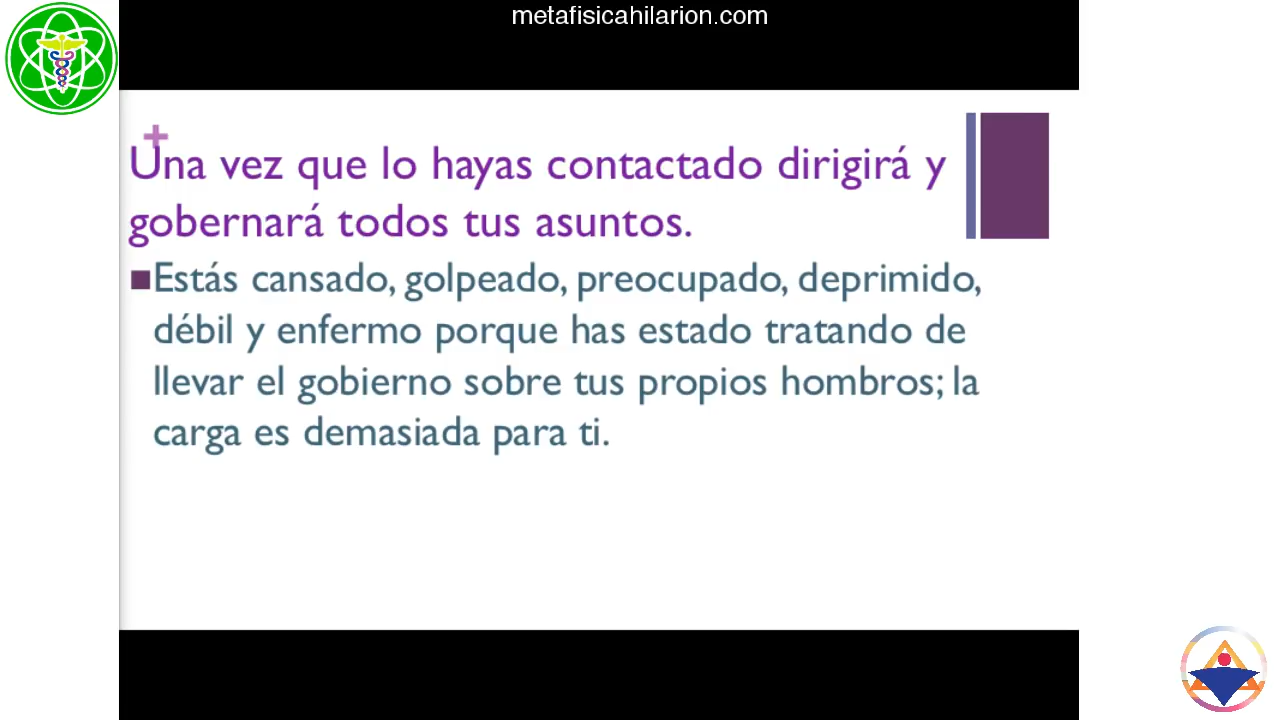 metafisicahilarion.com
+
Una vez que lo hayas contactado dirigirá y
gobernará todos tus asuntos.
Estás cansado, golpeado, preocupado, deprimido,
débil y enfermo porque has estado tratando de
llevar el gobierno sobre tus propios hombros; la
carga es demasiada para ti.